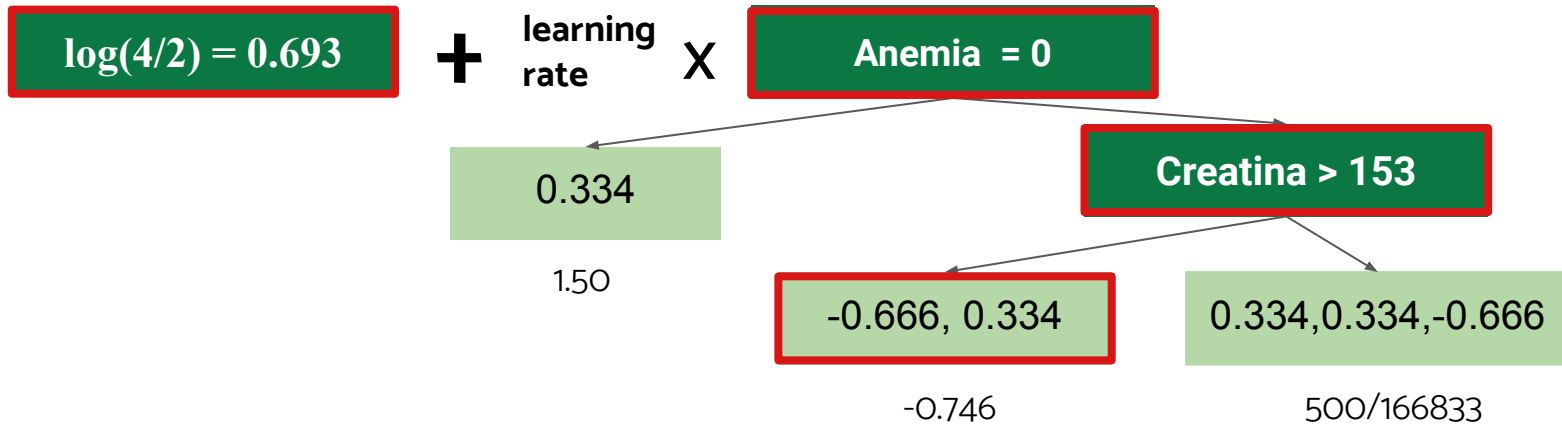 log(4/2) = 0.693
+
learning
rate
X
Anemia = 0
0.334
Creatina > 153
1.50
-0.666, 0.334
0.334,0.334,-0.666
-0.746
500/166833